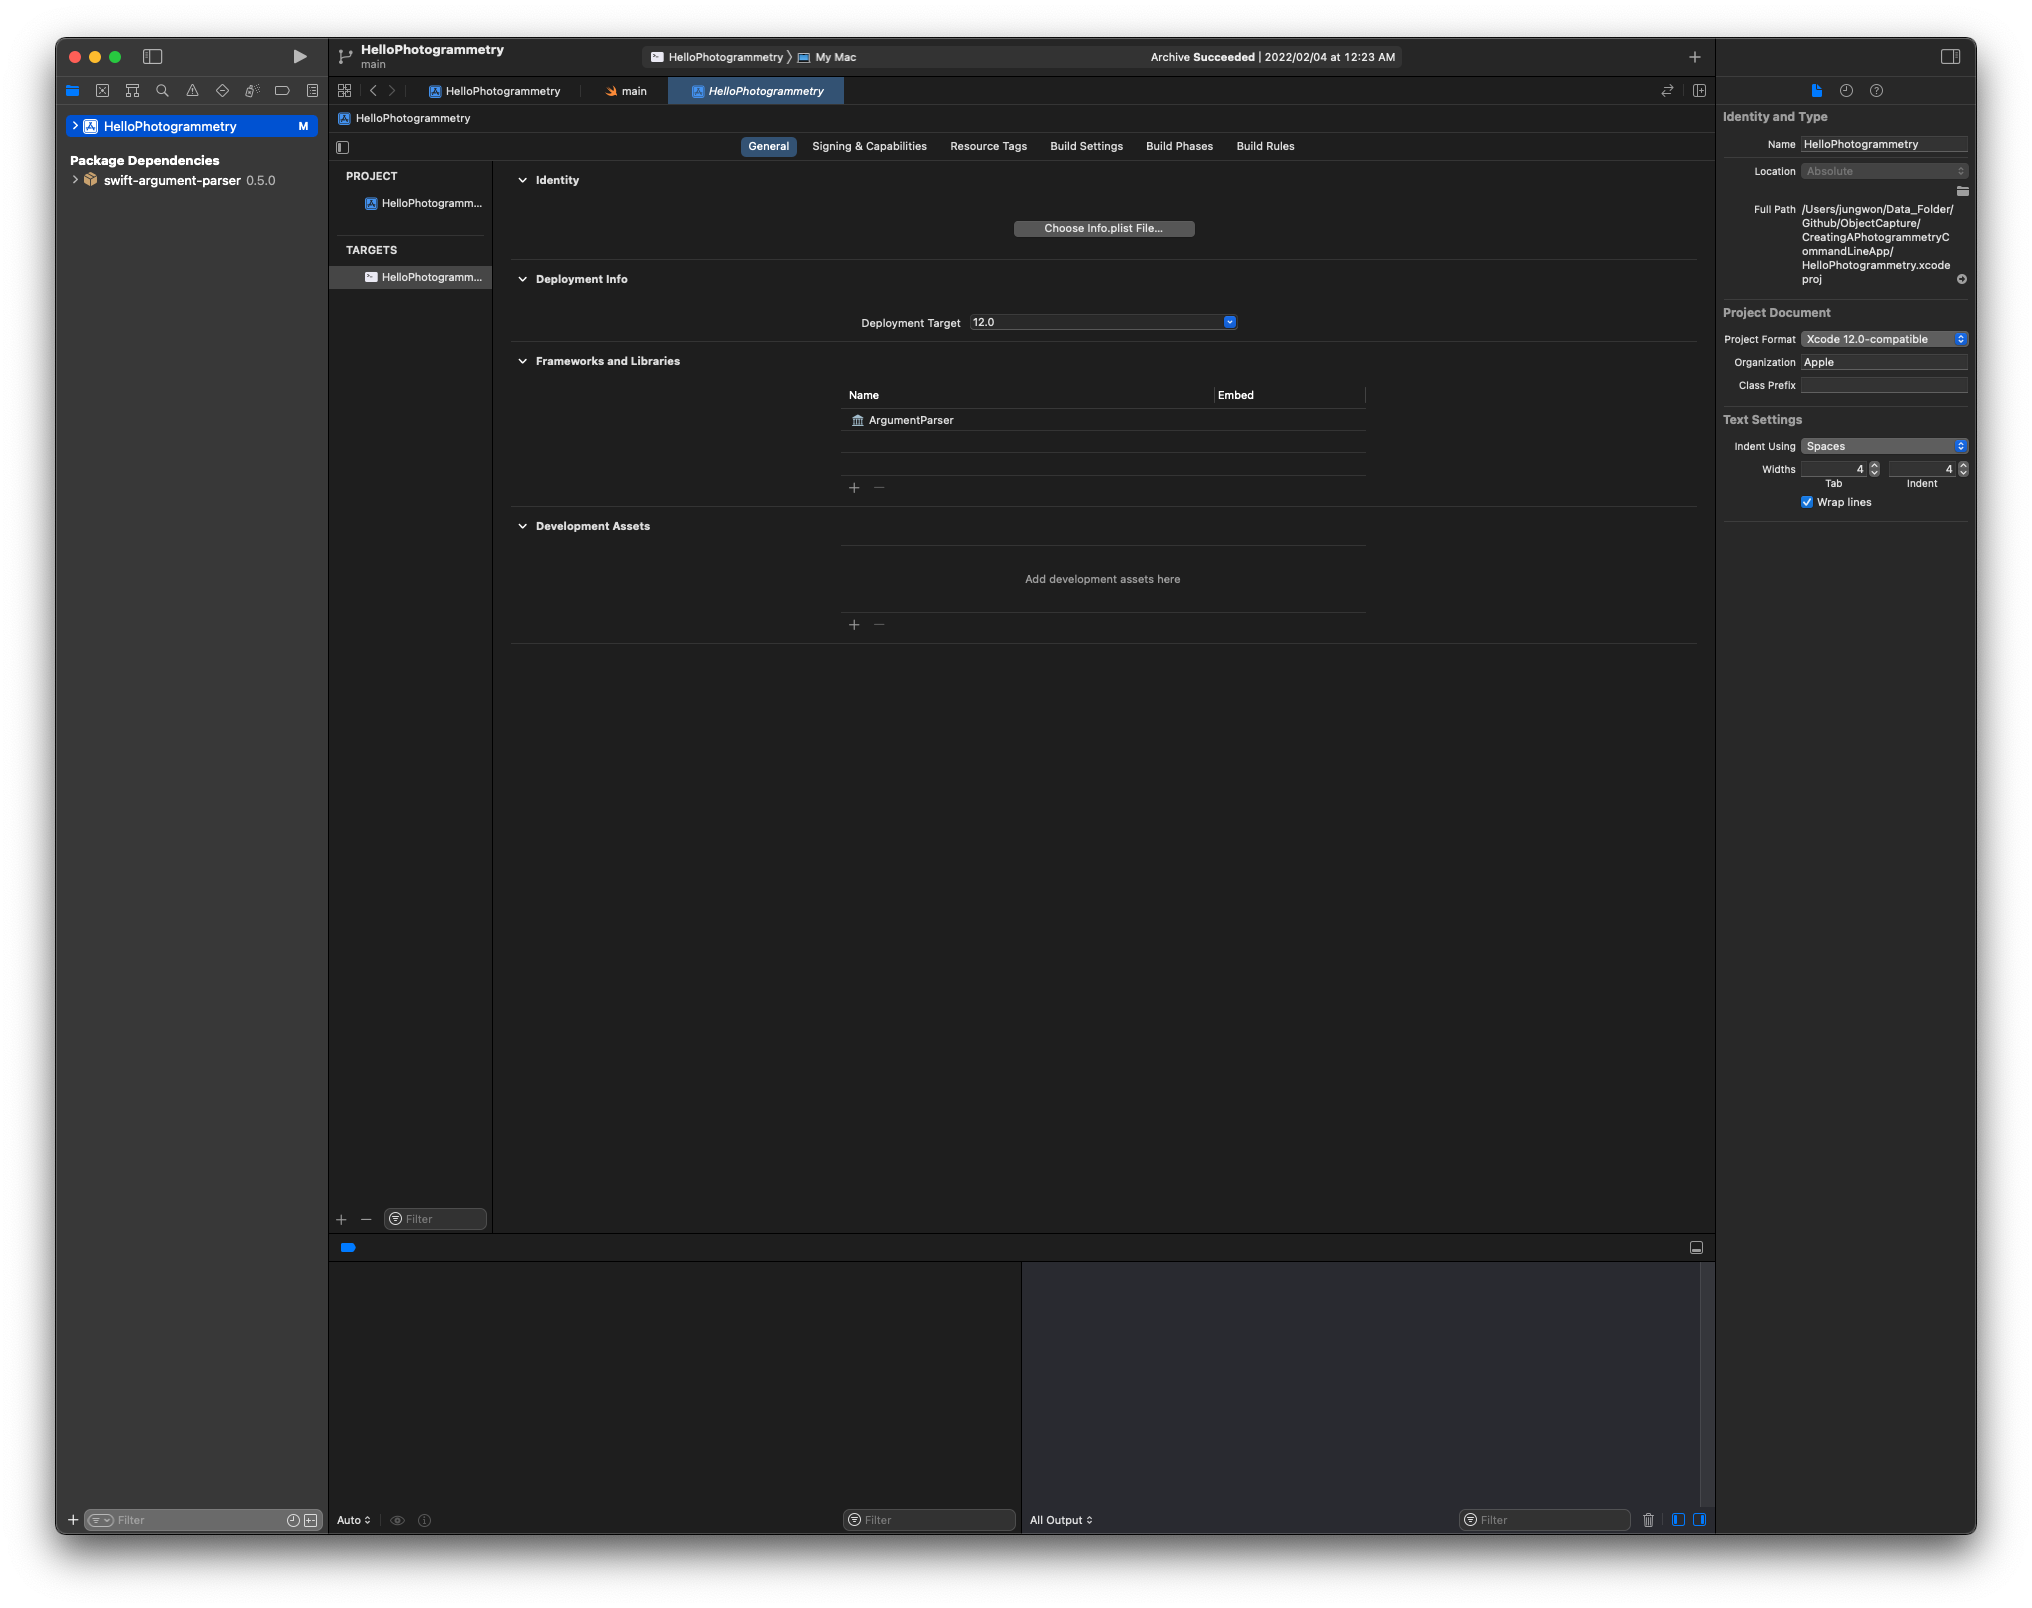 HelloPhotogrammetry
main
HelloPhotogrammetry
My Mac
Archive Succeeded | 2022/02/04 at 12:23 AM
HelloPhotogrammetry
main
HelloPhotogrammetry
HelloPhotogrammetry M
Package Dependencies
swift-argument-parser 0.5.0
HelloPhotogrammetry
General
Signing & Capabilities
Resource Tags
Build Settings
Build Phases
Build Rules
PROJECT
HelloPhotogramm...
TARGETS
HelloPhotogramm...
Identity
Choose Info.plist File...
Deployment Info
Deployment Target 12.0
Frameworks and Libraries
Name Embed
ArgumentParser
Development Assets
Add development assets here
Filter
Identity and Type
Name HelloPhotogrammetry
Location Absolute
Full Path /Users/jungwon/Data_Folder/
Github/ObjectCapture/
CreatingAPhotogrammetryC
ommandLineApp/
HelloPhotogrammetry.xcode
proj
Project Document
Project Format Xcode 12.0-compatible
Organization Apple
Class Prefix
Text Settings
Indent Using Spaces
Widths 4 4
Tab Indent
Wrap lines
Filter
Auto
Filter
All Output
Filter